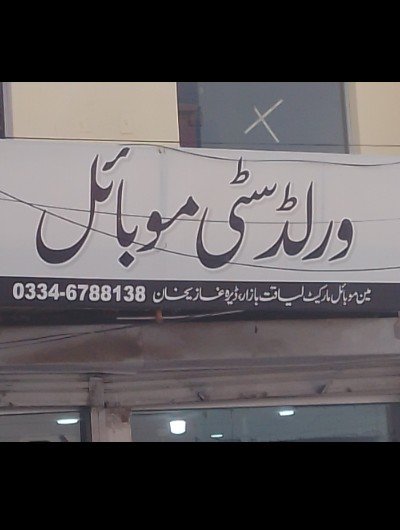 ورلڈ سٹی موبائل
مین موبائل مارکیٹ لیاقت بازار، ڈیرہ غازیخان 0334-6788138